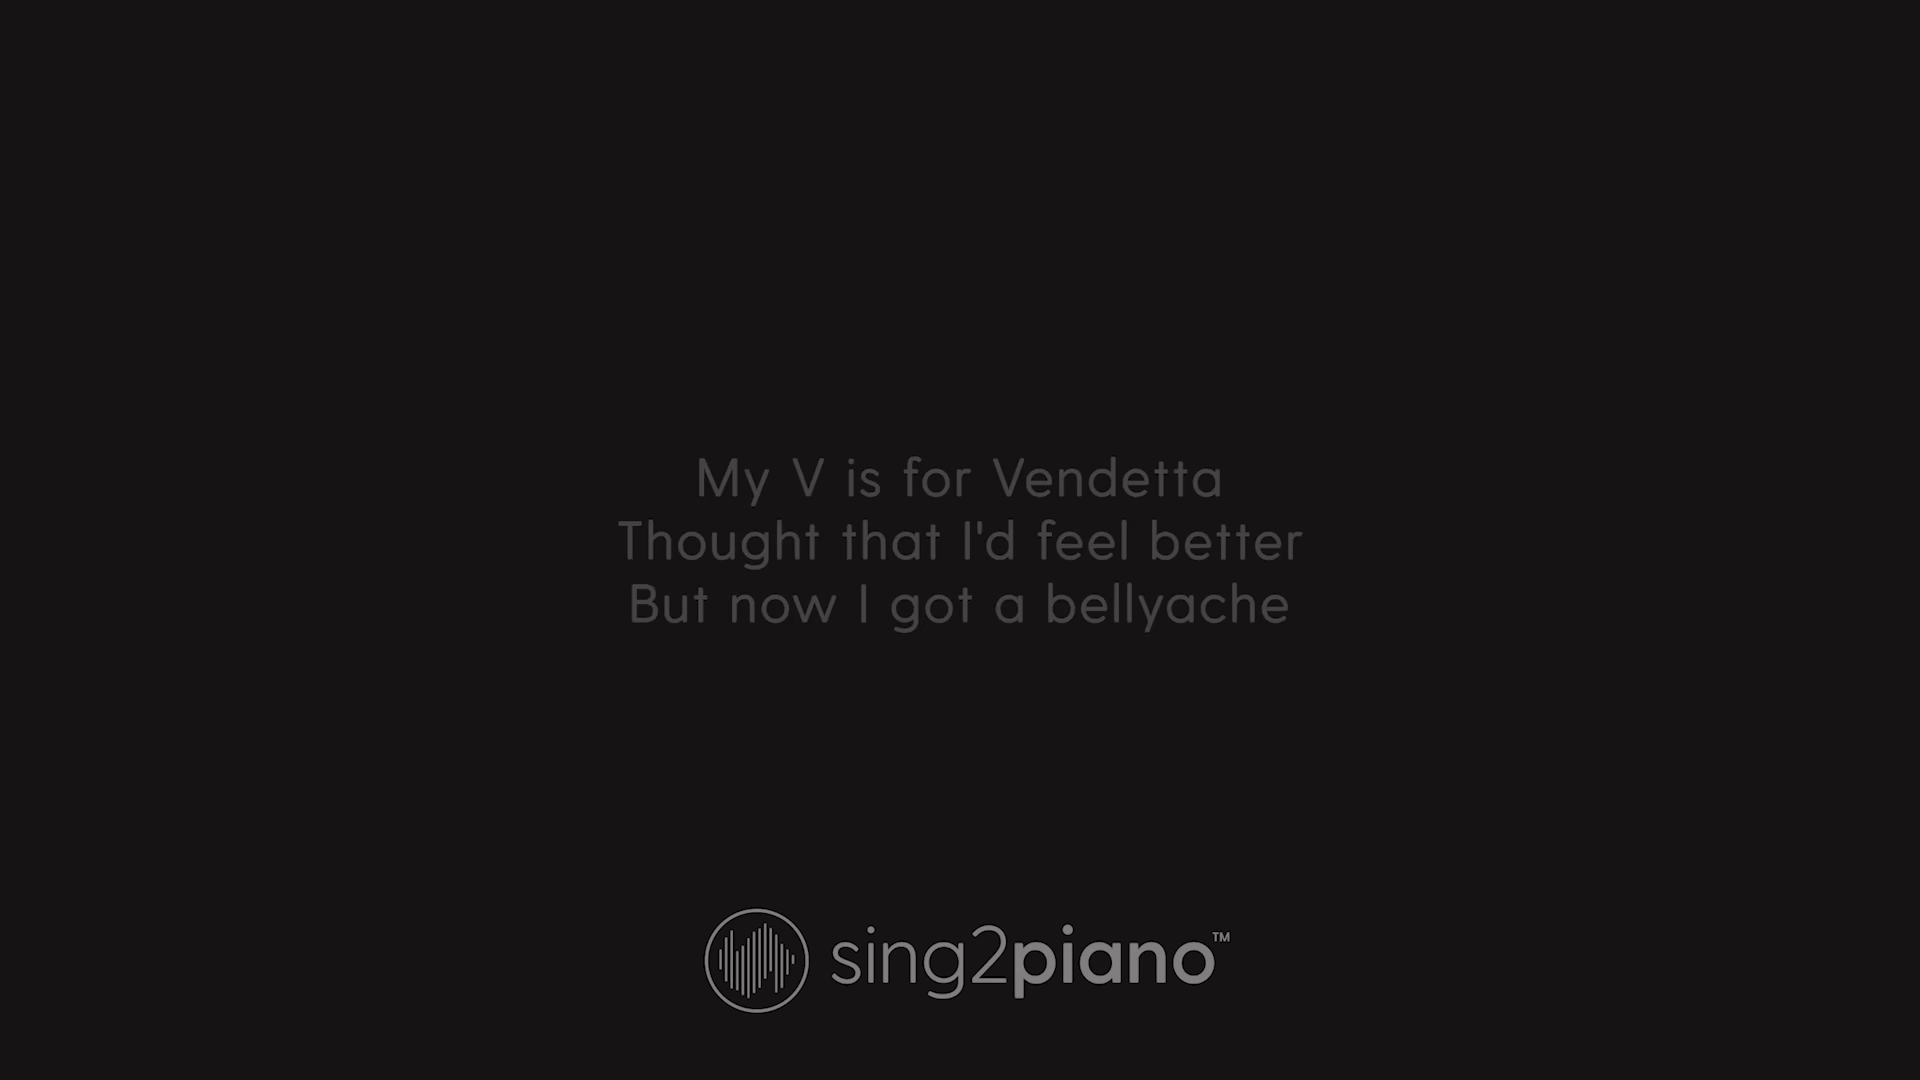 My V is for Vendetta
Thought that I'd feel better
But now I got a bellyache
sing2piano™